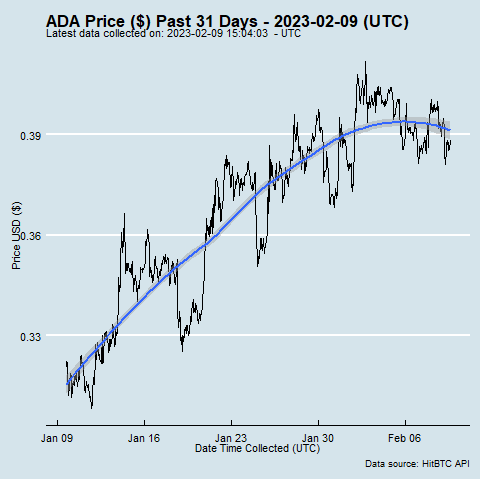 ADA Price ($) Past 31 Days - 2023-02-09 (UTC)
Latest data collected on: 2023-02-09 15:04:03 - UTC
0.39
0.36
0.33
Price USD ($)
Jan 09 Jan 16 Jan 23 Jan 30 Feb 06
Date Time Collected (UTC)
Data source: HitBTC API